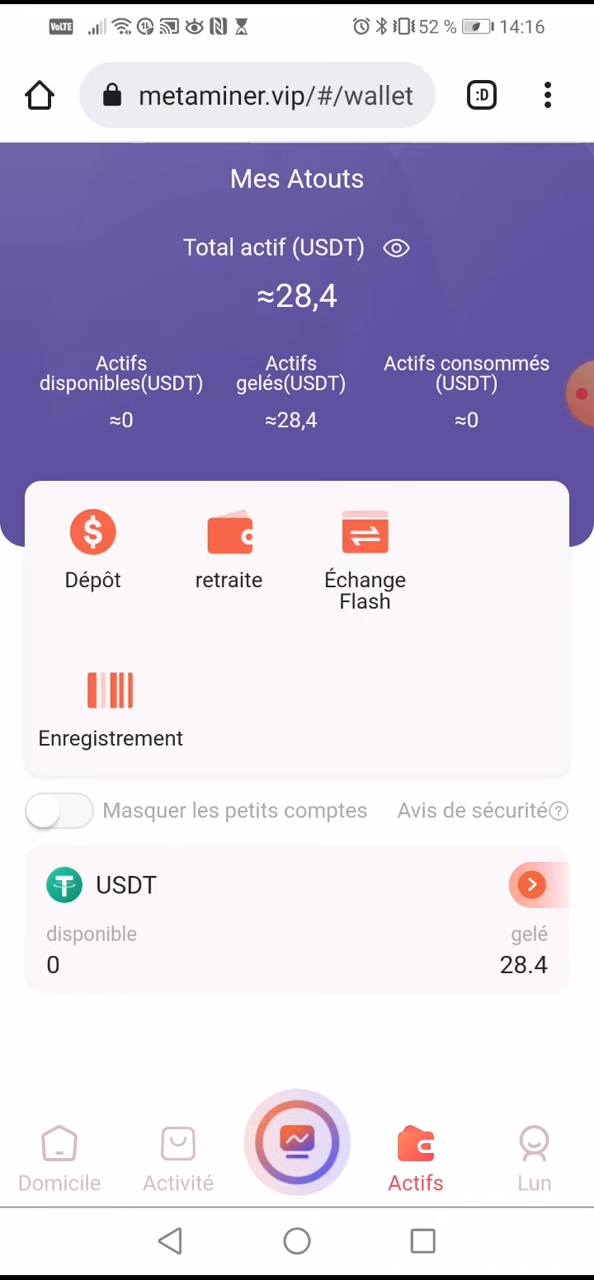 VoLTE 52 % 14:16
metaminer.vip/#/wallet :D
Mes Atouts
Total actif (USDT)
≈28,4
Actifs disponibles(USDT) Actifs gelés(USDT) Actifs consommés (USDT)
≈0 ≈28,4 ≈0
Dépôt retraite Échange Flash
Enregistrement
Masquer les petits comptes Avis de sécurité?
USDT
disponible gelé
0 28.4
Domicile Activité Actifs Lun